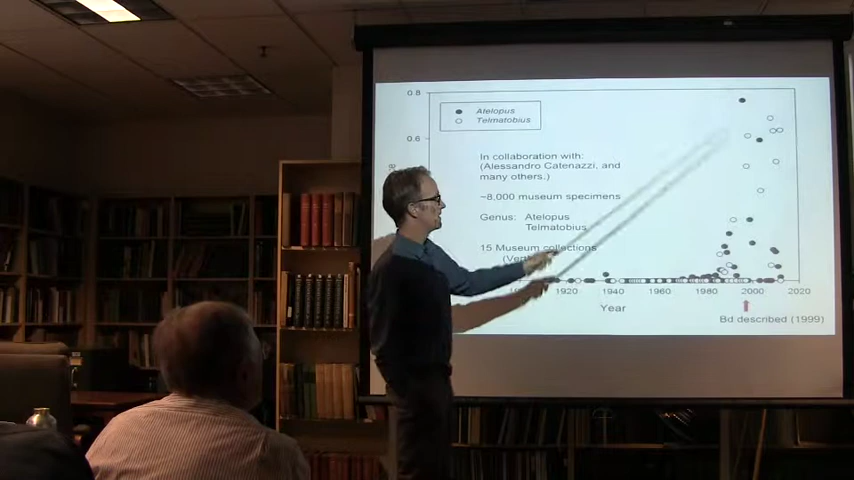 0.8
Atelopus
Telmatobius
0.6
In collaboration with:
(Alessandro Catenazzi, and
many others.)
~8,000 museum specimens
Genus: Atelopus
Telmatobius
15 Museum collections
1920 1940 1960 1980 2000 2020
Year
Bd described (1999)